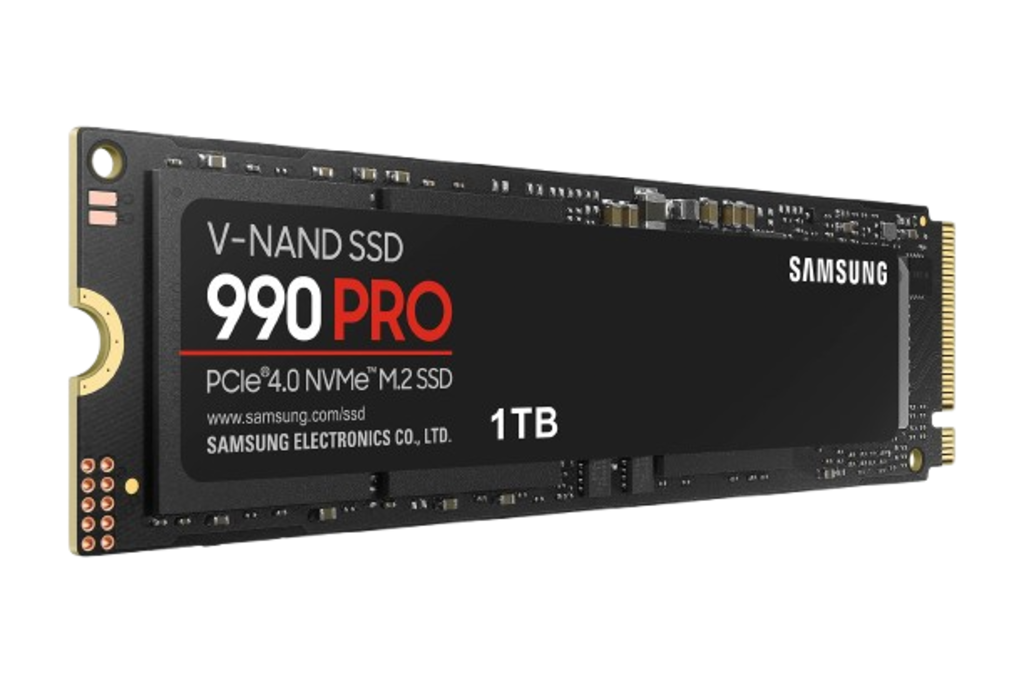 V-NAND SSD
990 PRO
PCIe®4.0 NVMe™ M.2 SSD
www.samsung.com/ssd
SAMSUNG ELECTRONICS CO., LTD.
1TB
SAMSUNG